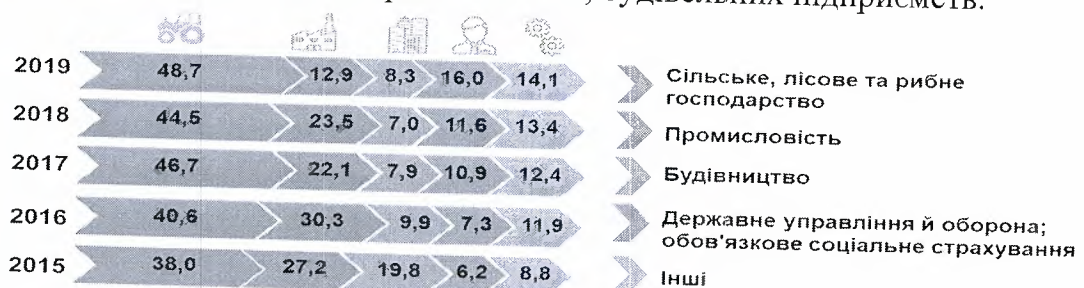 будівельних підприємств.
2019 48,7 12,9 8,3 16,0 14,1
2018 44,5 23,5 7,0 11,6 13,4
2017 46,7 22,1 7,9 10,9 12,4
2016 40,6 30,3 9,9 7,3 11,9
2015 38,0 27,2 19,8 6,2 8,8
Сільське, лісове та рибне
господарство
Промисловість
Будівництво
Державне управління й оборона;
обов'язкове соціальне страхування
Інші